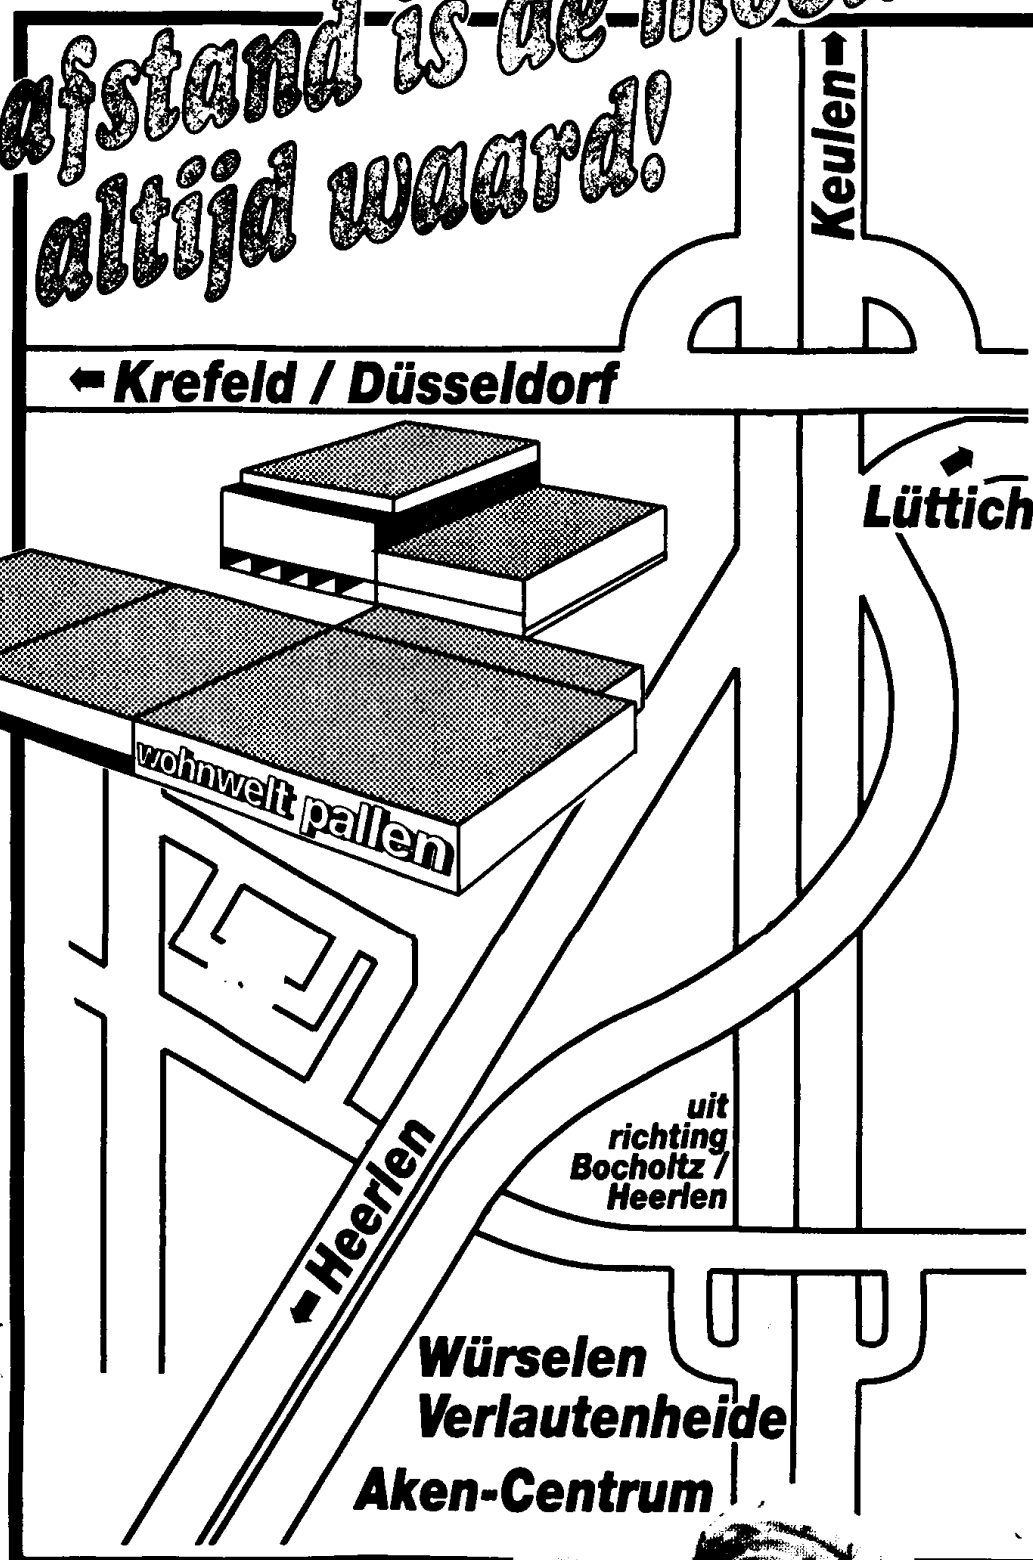 afstand is de
altijd waard!
Keulen
Krefeld / Düsseldorf
Lüttich
wohnwelt pallen
uit
richting
Bocholtz /
Heerlen
Heerlen
Würselen
Verlautenheide
Aken-Centrum